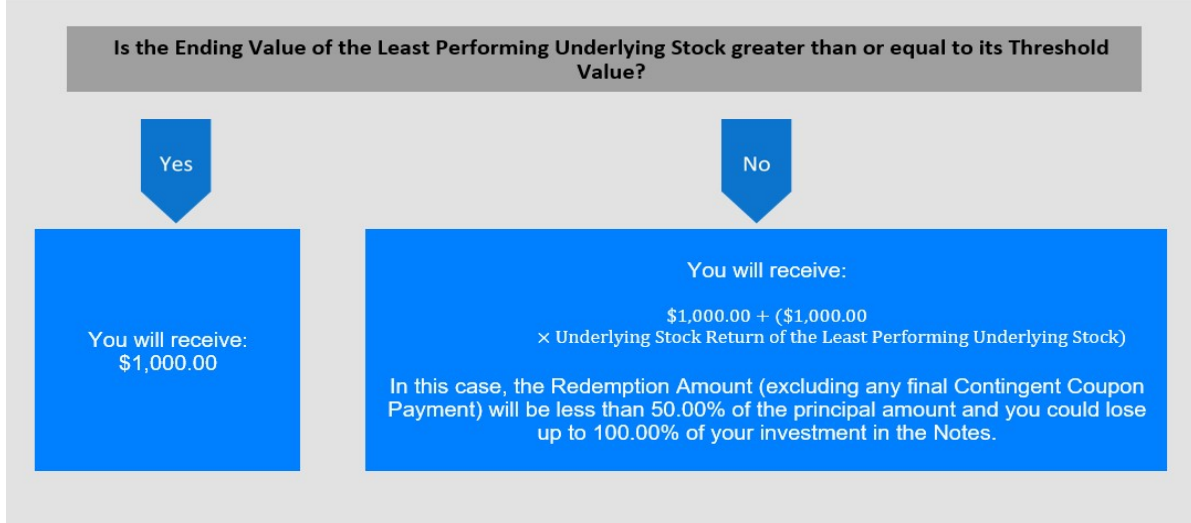 Is the Ending Value of the Least Performing Underlying Stock greater than or equal to its Threshold
Value?
Yes
No
You will receive:
$1,000.00
You will receive:
$1,000.00 + ($1,000.00
× Underlying Stock Return of the Least Performing Underlying Stock)
In this case, the Redemption Amount (excluding any final Contingent Coupon
Payment) will be less than 50.00% of the principal amount and you could lose
up to 100.00% of your investment in the Notes.